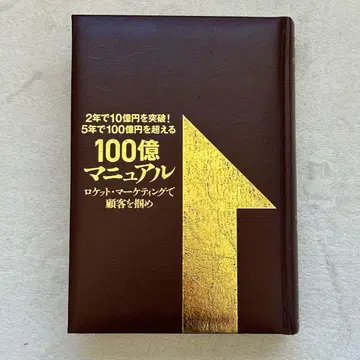 2年で10億円を突破!
5年で100億円を超える
100億
マニュアル
ロケット・マーケティングで
顧客を掴め